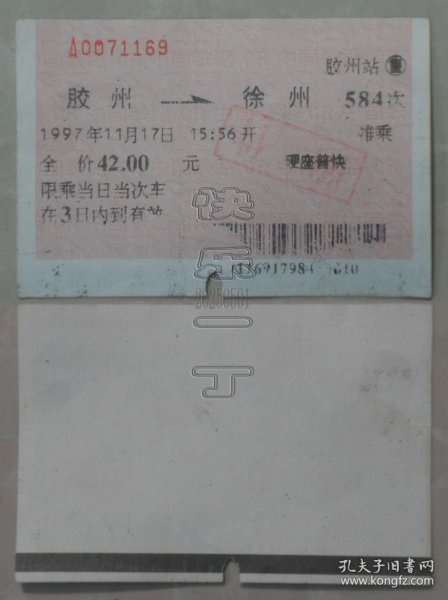 A0071169
胶州站 重
胶州 → 徐州 584次
1997年11月17日 15:56开 准乘
全价42.00元 硬座普快
限乘当日当次车
在3日内到有效
快乐一丁
20200501
孔夫子旧书网
www.kongfz.com